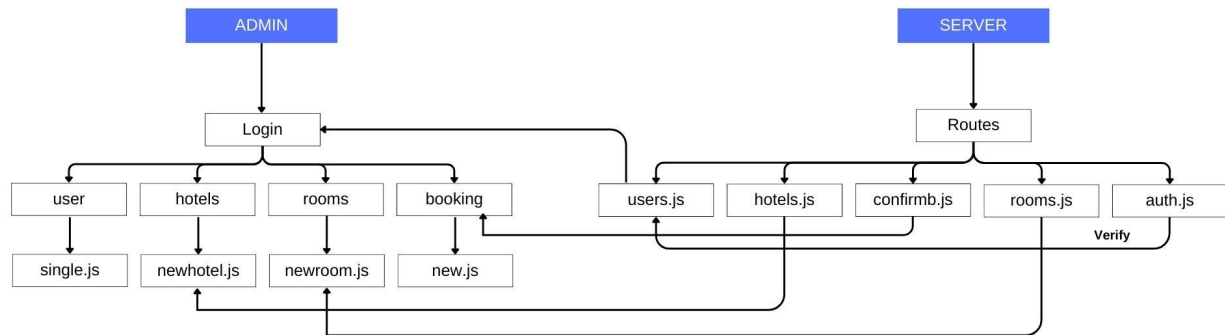 ADMIN
SERVER
Login
Routes
user
hotels
rooms
booking
users.js
hotels.js
confirmb.js
rooms.js
auth.js
Verify
single.js
newhotel.js
newroom.js
new.js